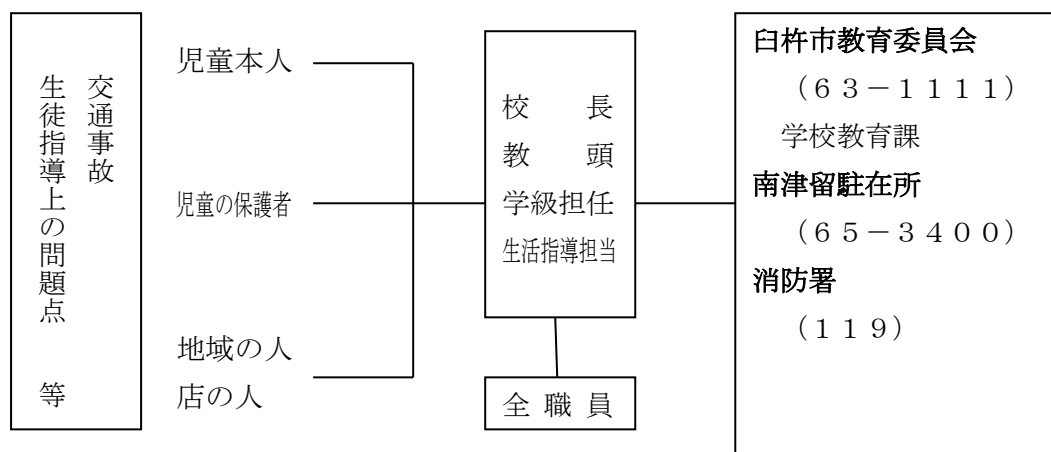 交通事故
生徒指導上の問題点　等
児童本人
児童の保護者
地域の人
店の人
校　　長
教　　頭
学級担任
生活指導担当
全 職 員
臼杵市教育委員会
（６３－１１１１）
学校教育課
南津留駐在所
（６５－３４００）
消防署
（１１９）